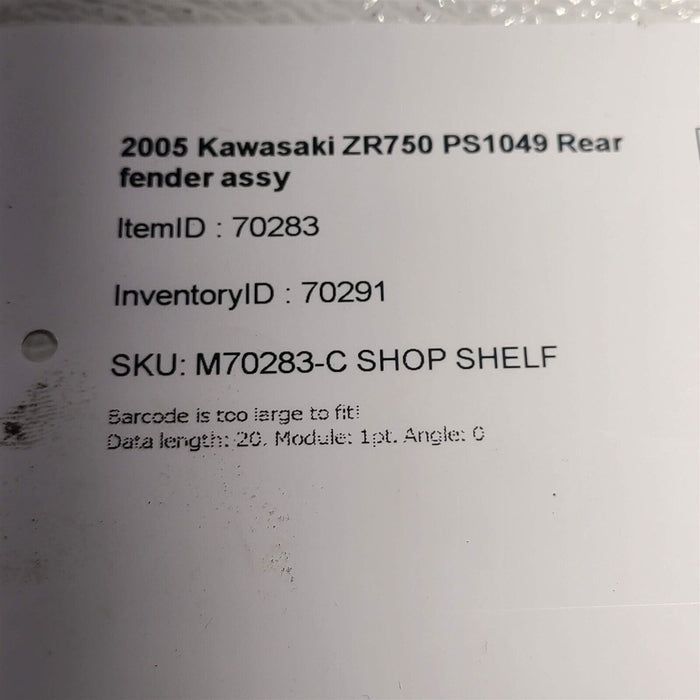 2005 Kawasaki ZR750 PS1049 Rear
fender assy
ItemID : 70283
InventoryID : 70291
SKU: M70283-C SHOP SHELF
Barcode is too large to fit!
Data length: 20, Module: 1pt. Angle: 0